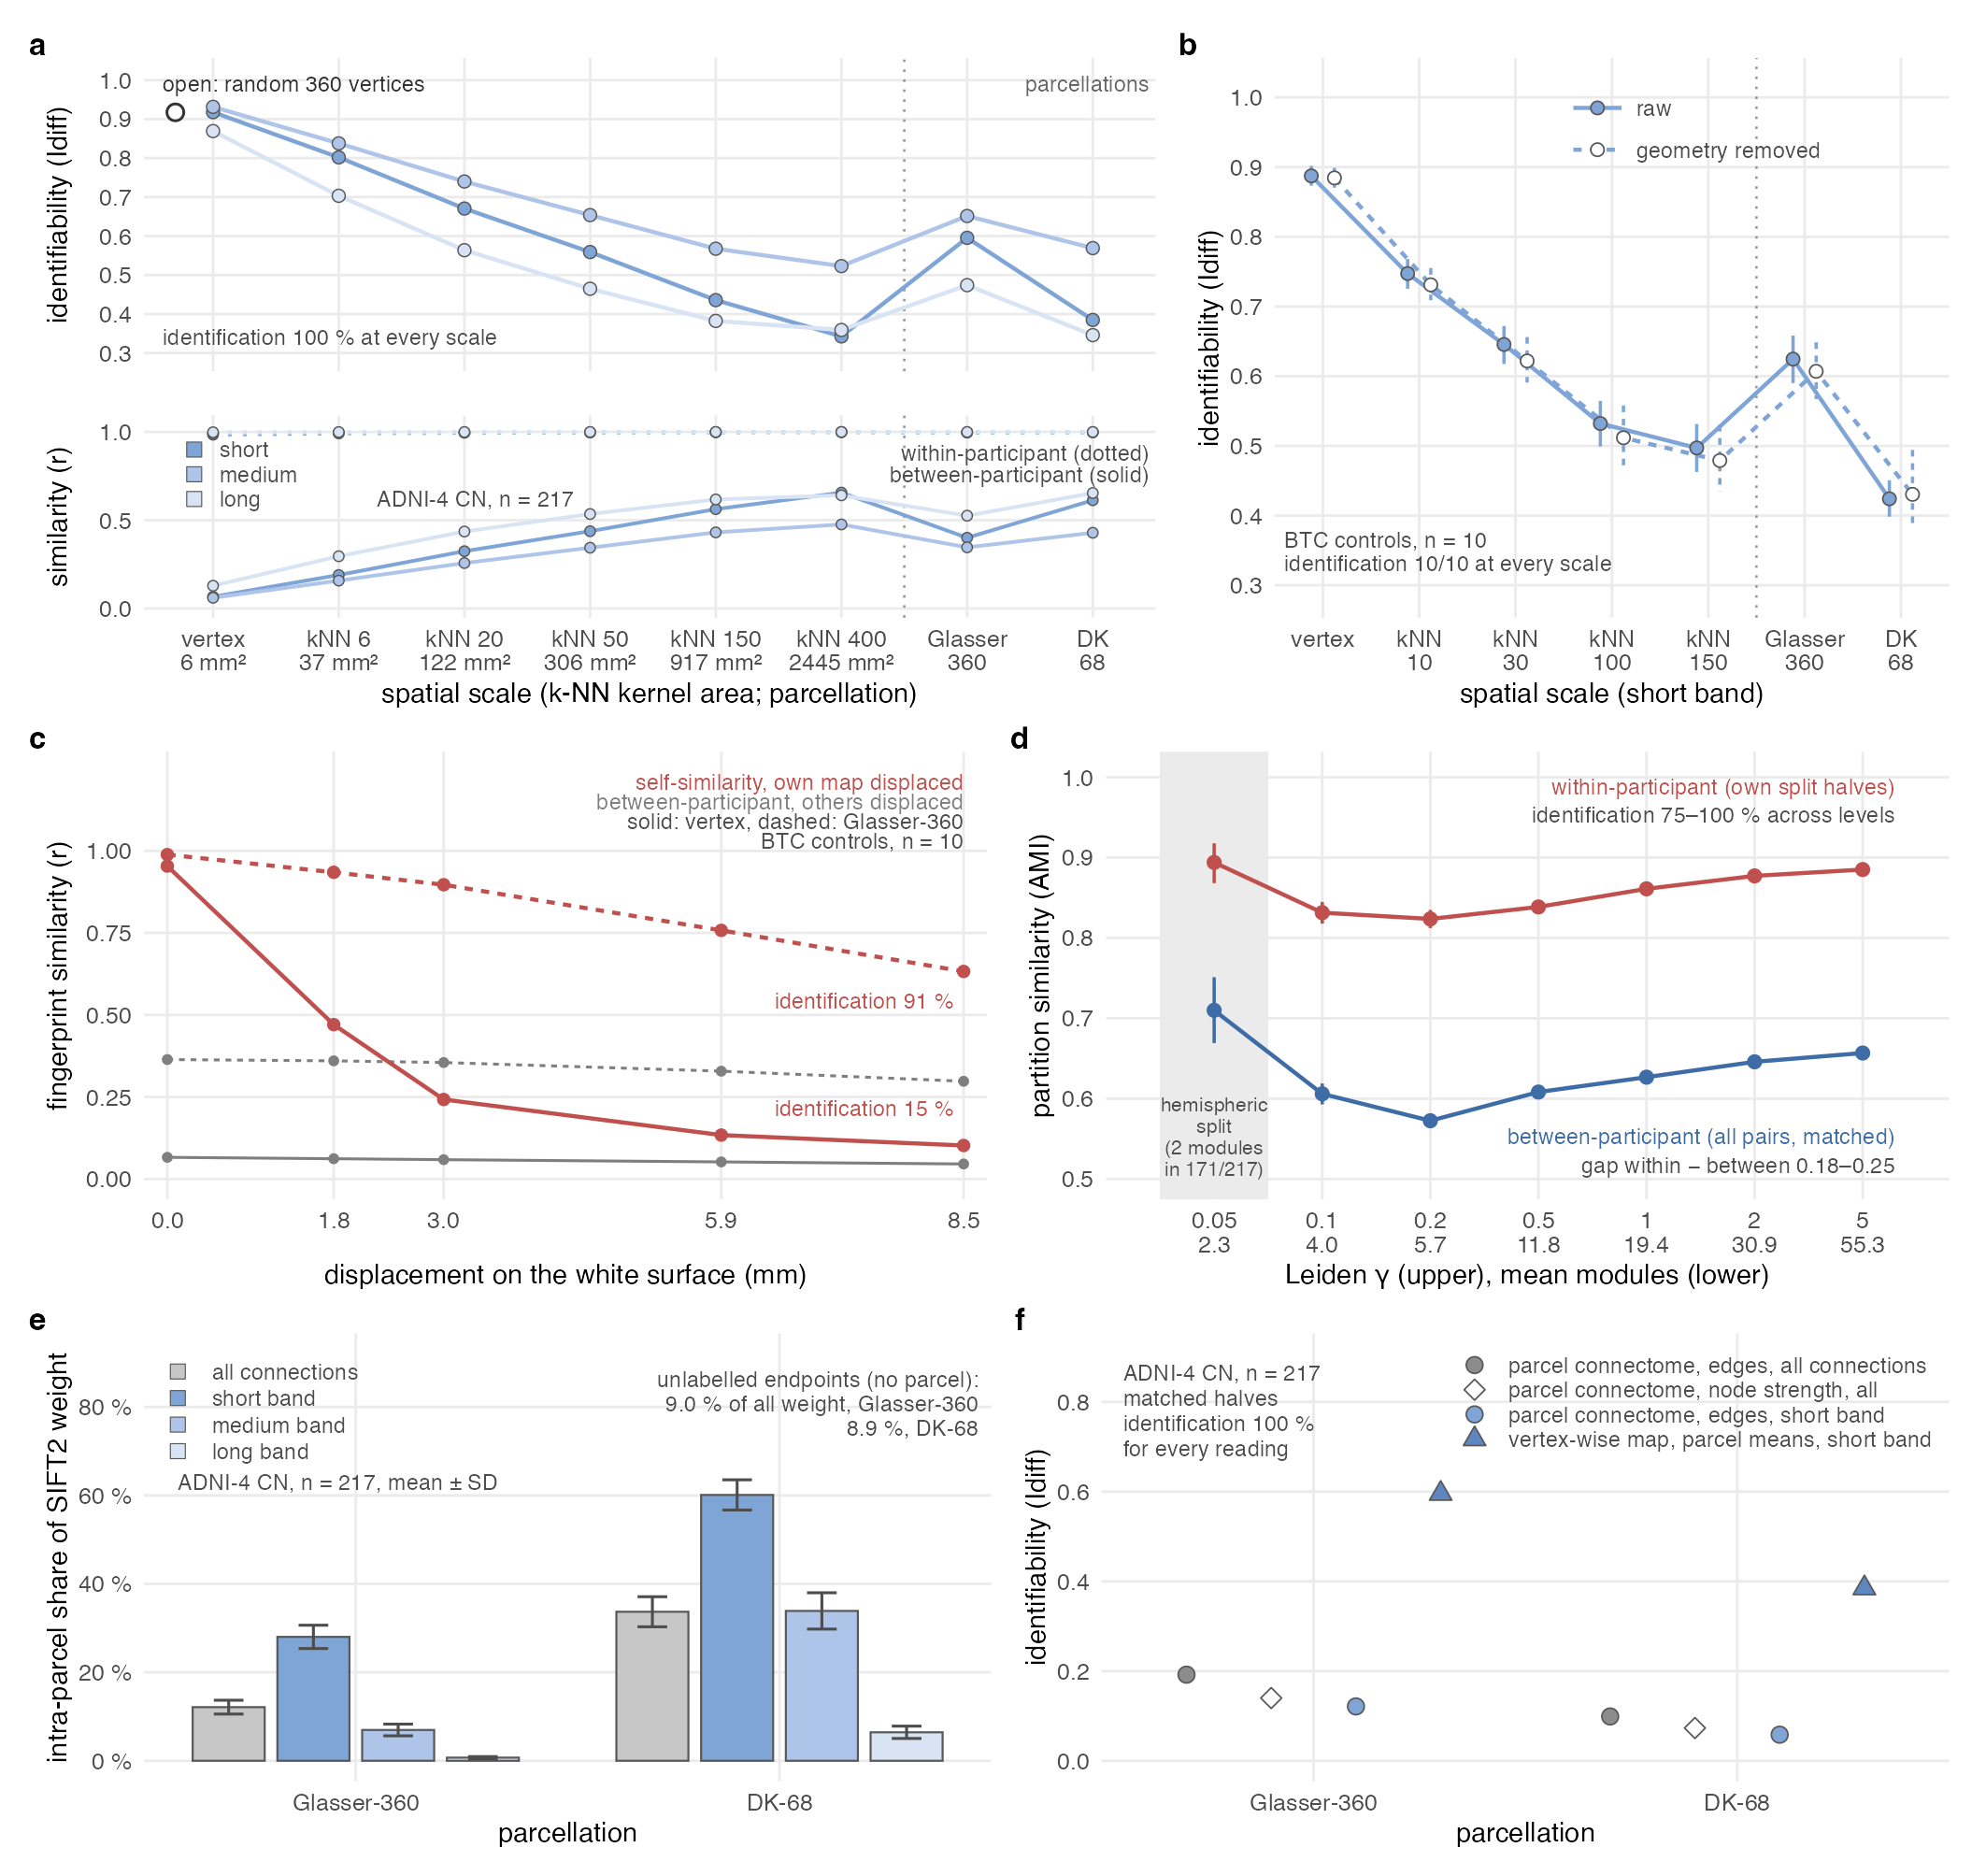 a
identifiability (Idiff)
1.0
0.9
0.8
0.7
0.6
0.5
0.4
0.3
open: random 360 vertices
parcellations
identification 100 % at every scale
similarity (r)
1.0
0.5
0.0
short
medium
long
ADNI-4 CN, n = 217
within-participant (dotted)
between-participant (solid)
vertex kNN 6 kNN 20 kNN 50 kNN 150 kNN 400 Glasser DK
6 mm² 37 mm² 122 mm² 306 mm² 917 mm² 2445 mm² 360 68
spatial scale (k-NN kernel area; parcellation)
b
identifiability (Idiff)
1.0
0.9
0.8
0.7
0.6
0.5
0.4
0.3
raw
geometry removed
BTC controls, n = 10
identification 10/10 at every scale
vertex kNN kNN kNN kNN Glasser DK
10 30 100 150 360 68
spatial scale (short band)
c
fingerprint similarity (r)
1.00
0.75
0.50
0.25
0.00
self-similarity, own map displaced
between-participant, others displaced
solid: vertex, dashed: Glasser-360
BTC controls, n = 10
identification 91 %
identification 15 %
0.0 1.8 3.0 5.9 8.5
displacement on the white surface (mm)
d
partition similarity (AMI)
1.0
0.9
0.8
0.7
0.6
0.5
within-participant (own split halves)
identification 75–100 % across levels
hemispheric
split
(2 modules
in 171/217)
between-participant (all pairs, matched)
gap within – between 0.18–0.25
0.05 0.1 0.2 0.5 1 2 5
2.3 4.0 5.7 11.8 19.4 30.9 55.3
Leiden γ (upper), mean modules (lower)
e
intra-parcel share of SIFT2 weight
80 %
60 %
40 %
20 %
0 %
all connections
short band
medium band
long band
ADNI-4 CN, n = 217, mean ± SD
unlabelled endpoints (no parcel):
9.0 % of all weight, Glasser-360
8.9 %, DK-68
Glasser-360 DK-68
parcellation
f
identifiability (Idiff)
0.8
0.6
0.4
0.2
0.0
ADNI-4 CN, n = 217
matched halves
identification 100 %
for every reading
parcel connectome, edges, all connections
parcel connectome, node strength, all
parcel connectome, edges, short band
vertex-wise map, parcel means, short band
Glasser-360 DK-68
parcellation